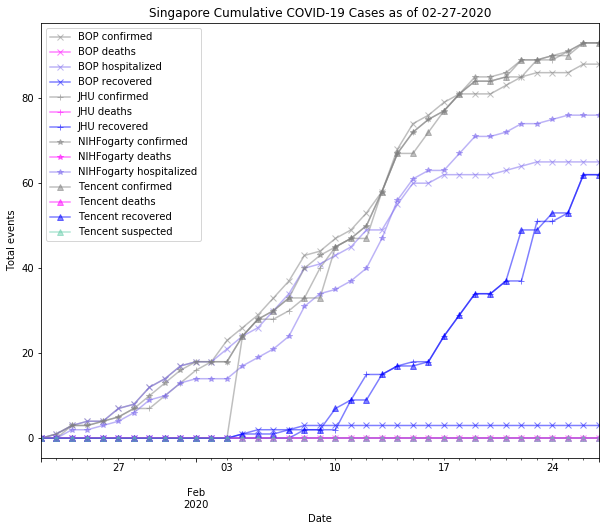 Singapore Cumulative COVID-19 Cases as of 02-27-2020
BOP confirmed
BOP deaths
BOP hospitalized
BOP recovered
JHU confirmed
JHU deaths
JHU recovered
NIHFogarty confirmed
NIHFogarty deaths
NIHFogarty hospitalized
Tencent confirmed
Tencent deaths
Tencent recovered
Tencent suspected
Total events
80
60
40
20
0
27
03
10
17
24
Feb
2020
Date